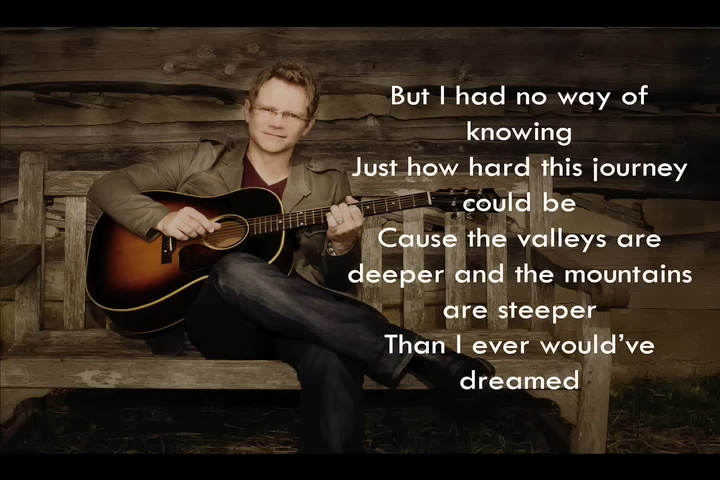 But I had no way of
knowing
Just how hard this journey
could be
Cause the valleys are
deeper and the mountains
are steeper
Than I ever would’ve
dreamed